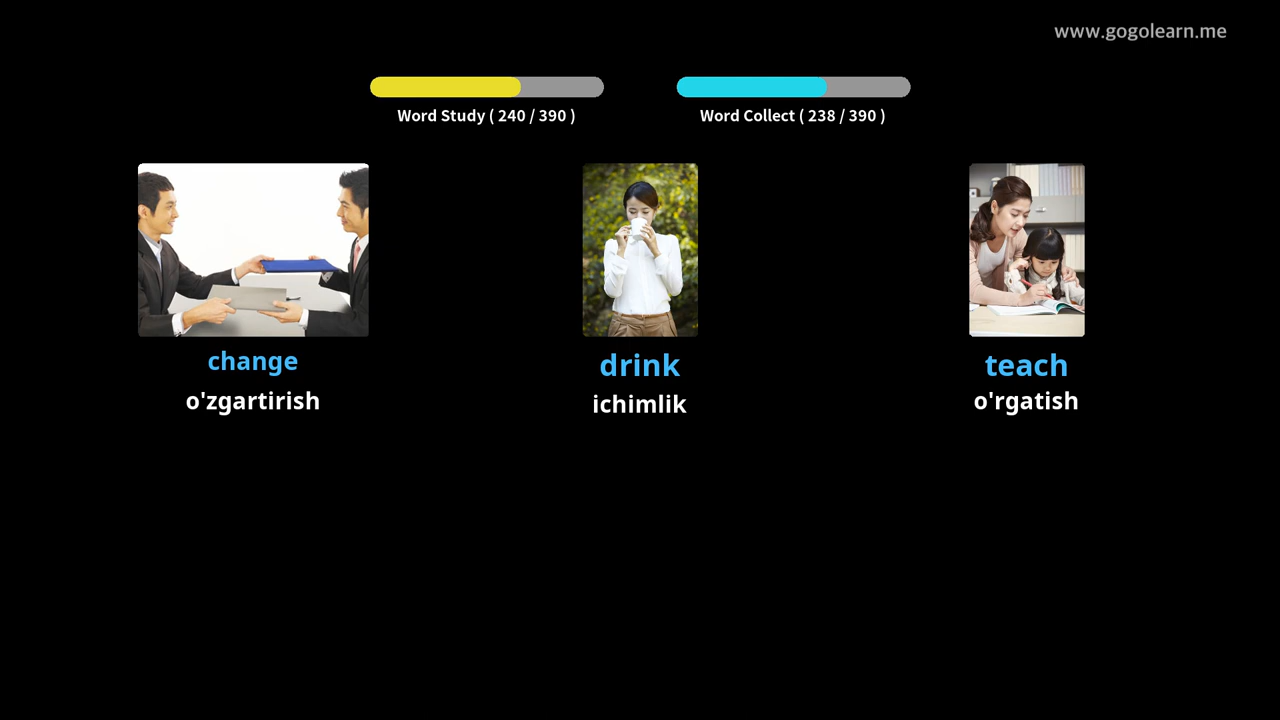 www.gogolearn.me
Word Study ( 240 / 390 )
Word Collect ( 238 / 390 )
change
o'zgartirish
drink
ichimlik
teach
o'rgatish